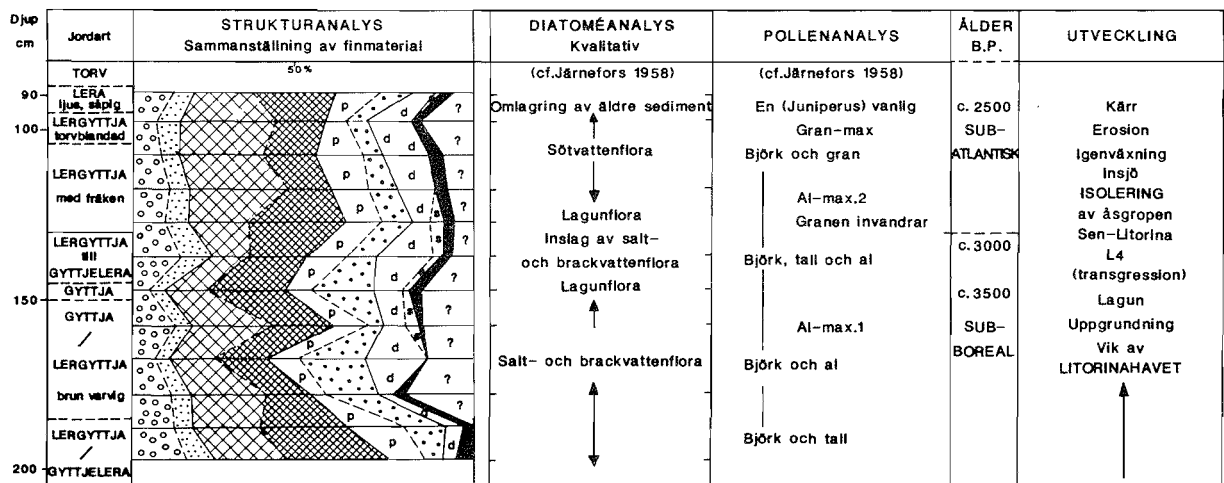 Djup
cm
Jordart
STRUKTURANALYS
Sammanställning av finmaterial
DIATOMÉANALYS
Kvalitativ
POLLENANALYS
ÅLDER
B.P.
UTVECKLING
TORV
50%
(cf.Järnefors 1958)
(cf.Järnefors 1958)
90
LERA
ljus, såpig
p
d
?
Omlagring av äldre sediment
En (Juniperus) vanlig
c. 2500
Kärr
100
LERGYTTJA
torvblandad
p
d
d
?
Gran-max
SUB-
Erosion
Sötvattenflora
Björk och gran
ATLANTISK
Igenväxning
LERGYTTJA
p
d
?
Insjö
med fräken
Al-max.2
ISOLERING
p
d
s
?
Lagunflora
Granen invandrar
av åsgropen
LERGYTTJA
till
p
d
s
?
Inslag av salt-
Sen-Litorina
c. 3000
GYTTJELERA
p
d
?
och brackvattenflora
Björk, tall och al
L4
(transgression)
150
GYTTJA
Lagunflora
c. 3500
Lagun
GYTTJA
/
p
d
s
?
Al-max.1
SUB-
Uppgrundning
LERGYTTJA
p
d
?
Salt- och brackvattenflora
Björk och al
BOREAL
Vik av
LITORINAHAVET
brun varvig
p
d
?
LERGYTTJA
/
p
d
Björk och tall
200
GYTTJELERA